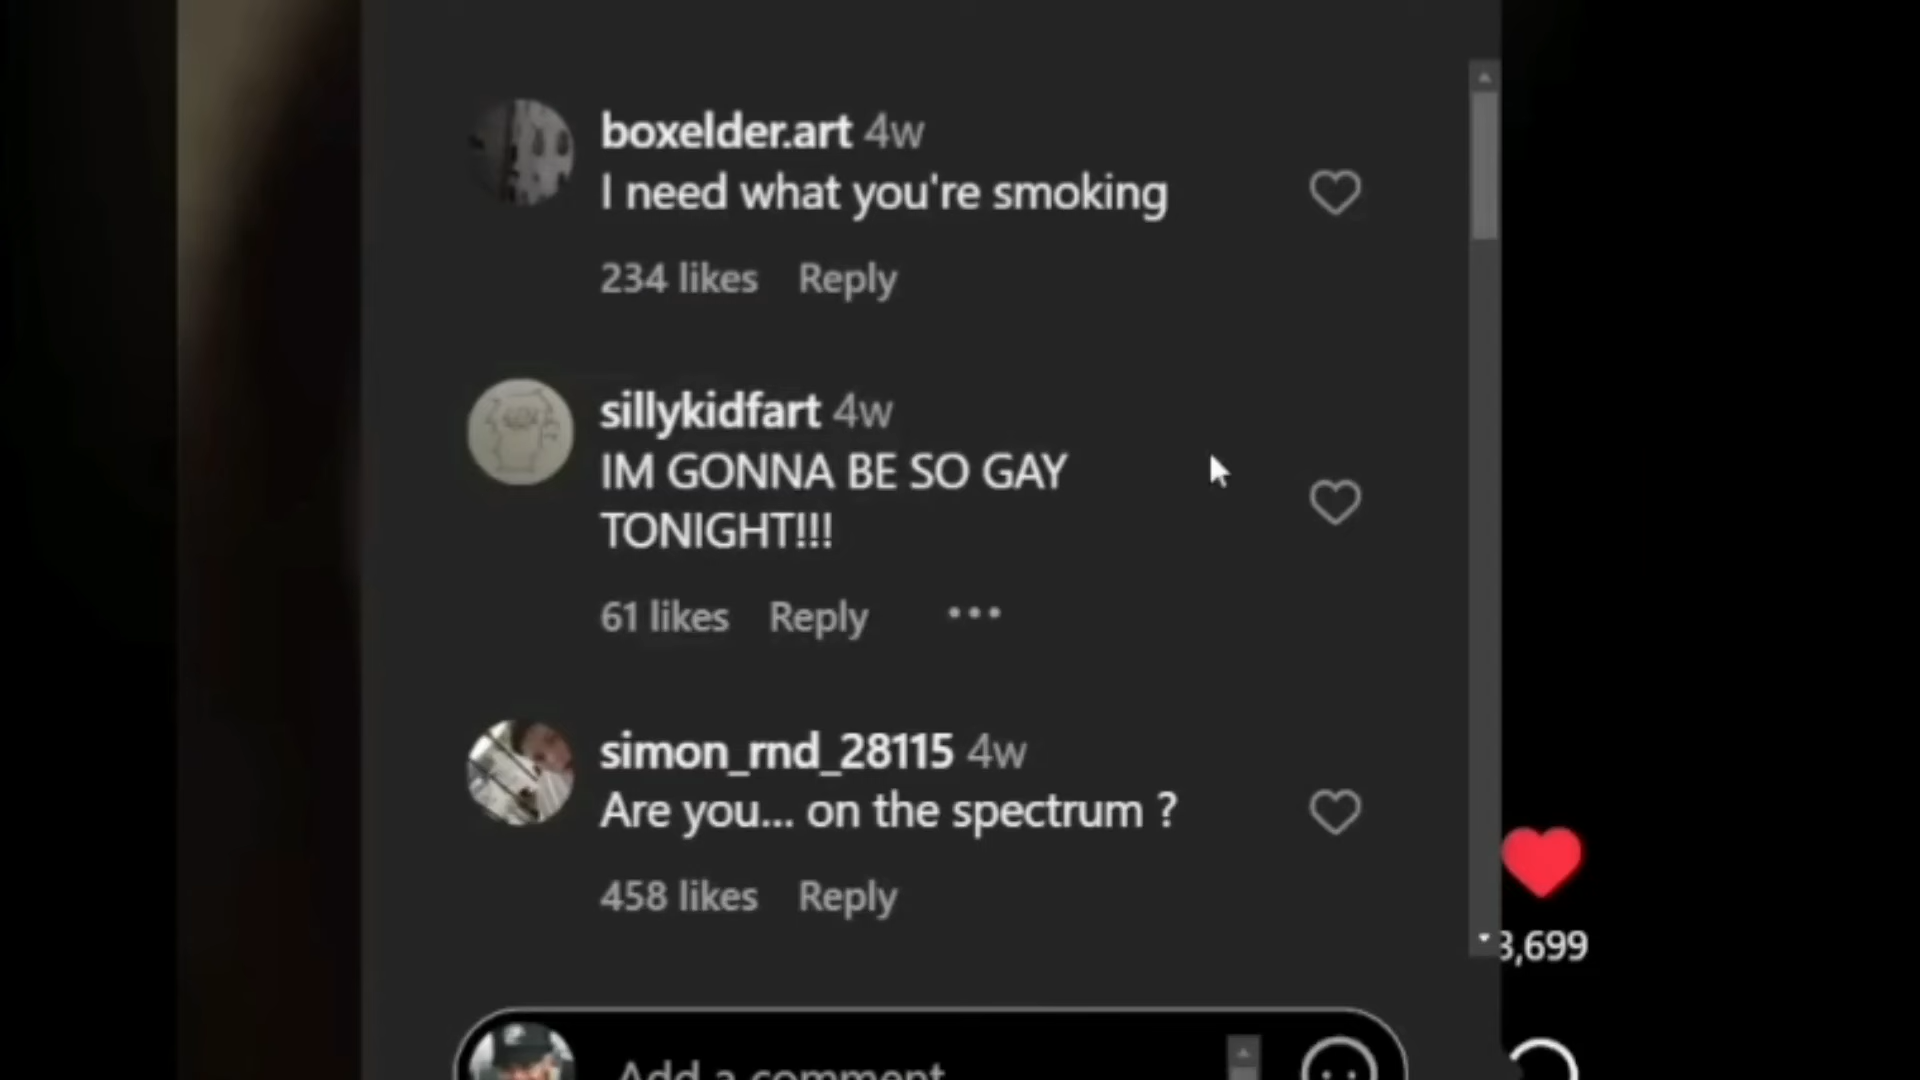 boxelder.art 4w
I need what you're smoking
234 likes Reply
sillykidfart 4w
IM GONNA BE SO GAY
TONIGHT!!!
61 likes Reply
simon_rnd_28115 4w
Are you... on the spectrum ?
458 likes Reply
3,699
Add a comment